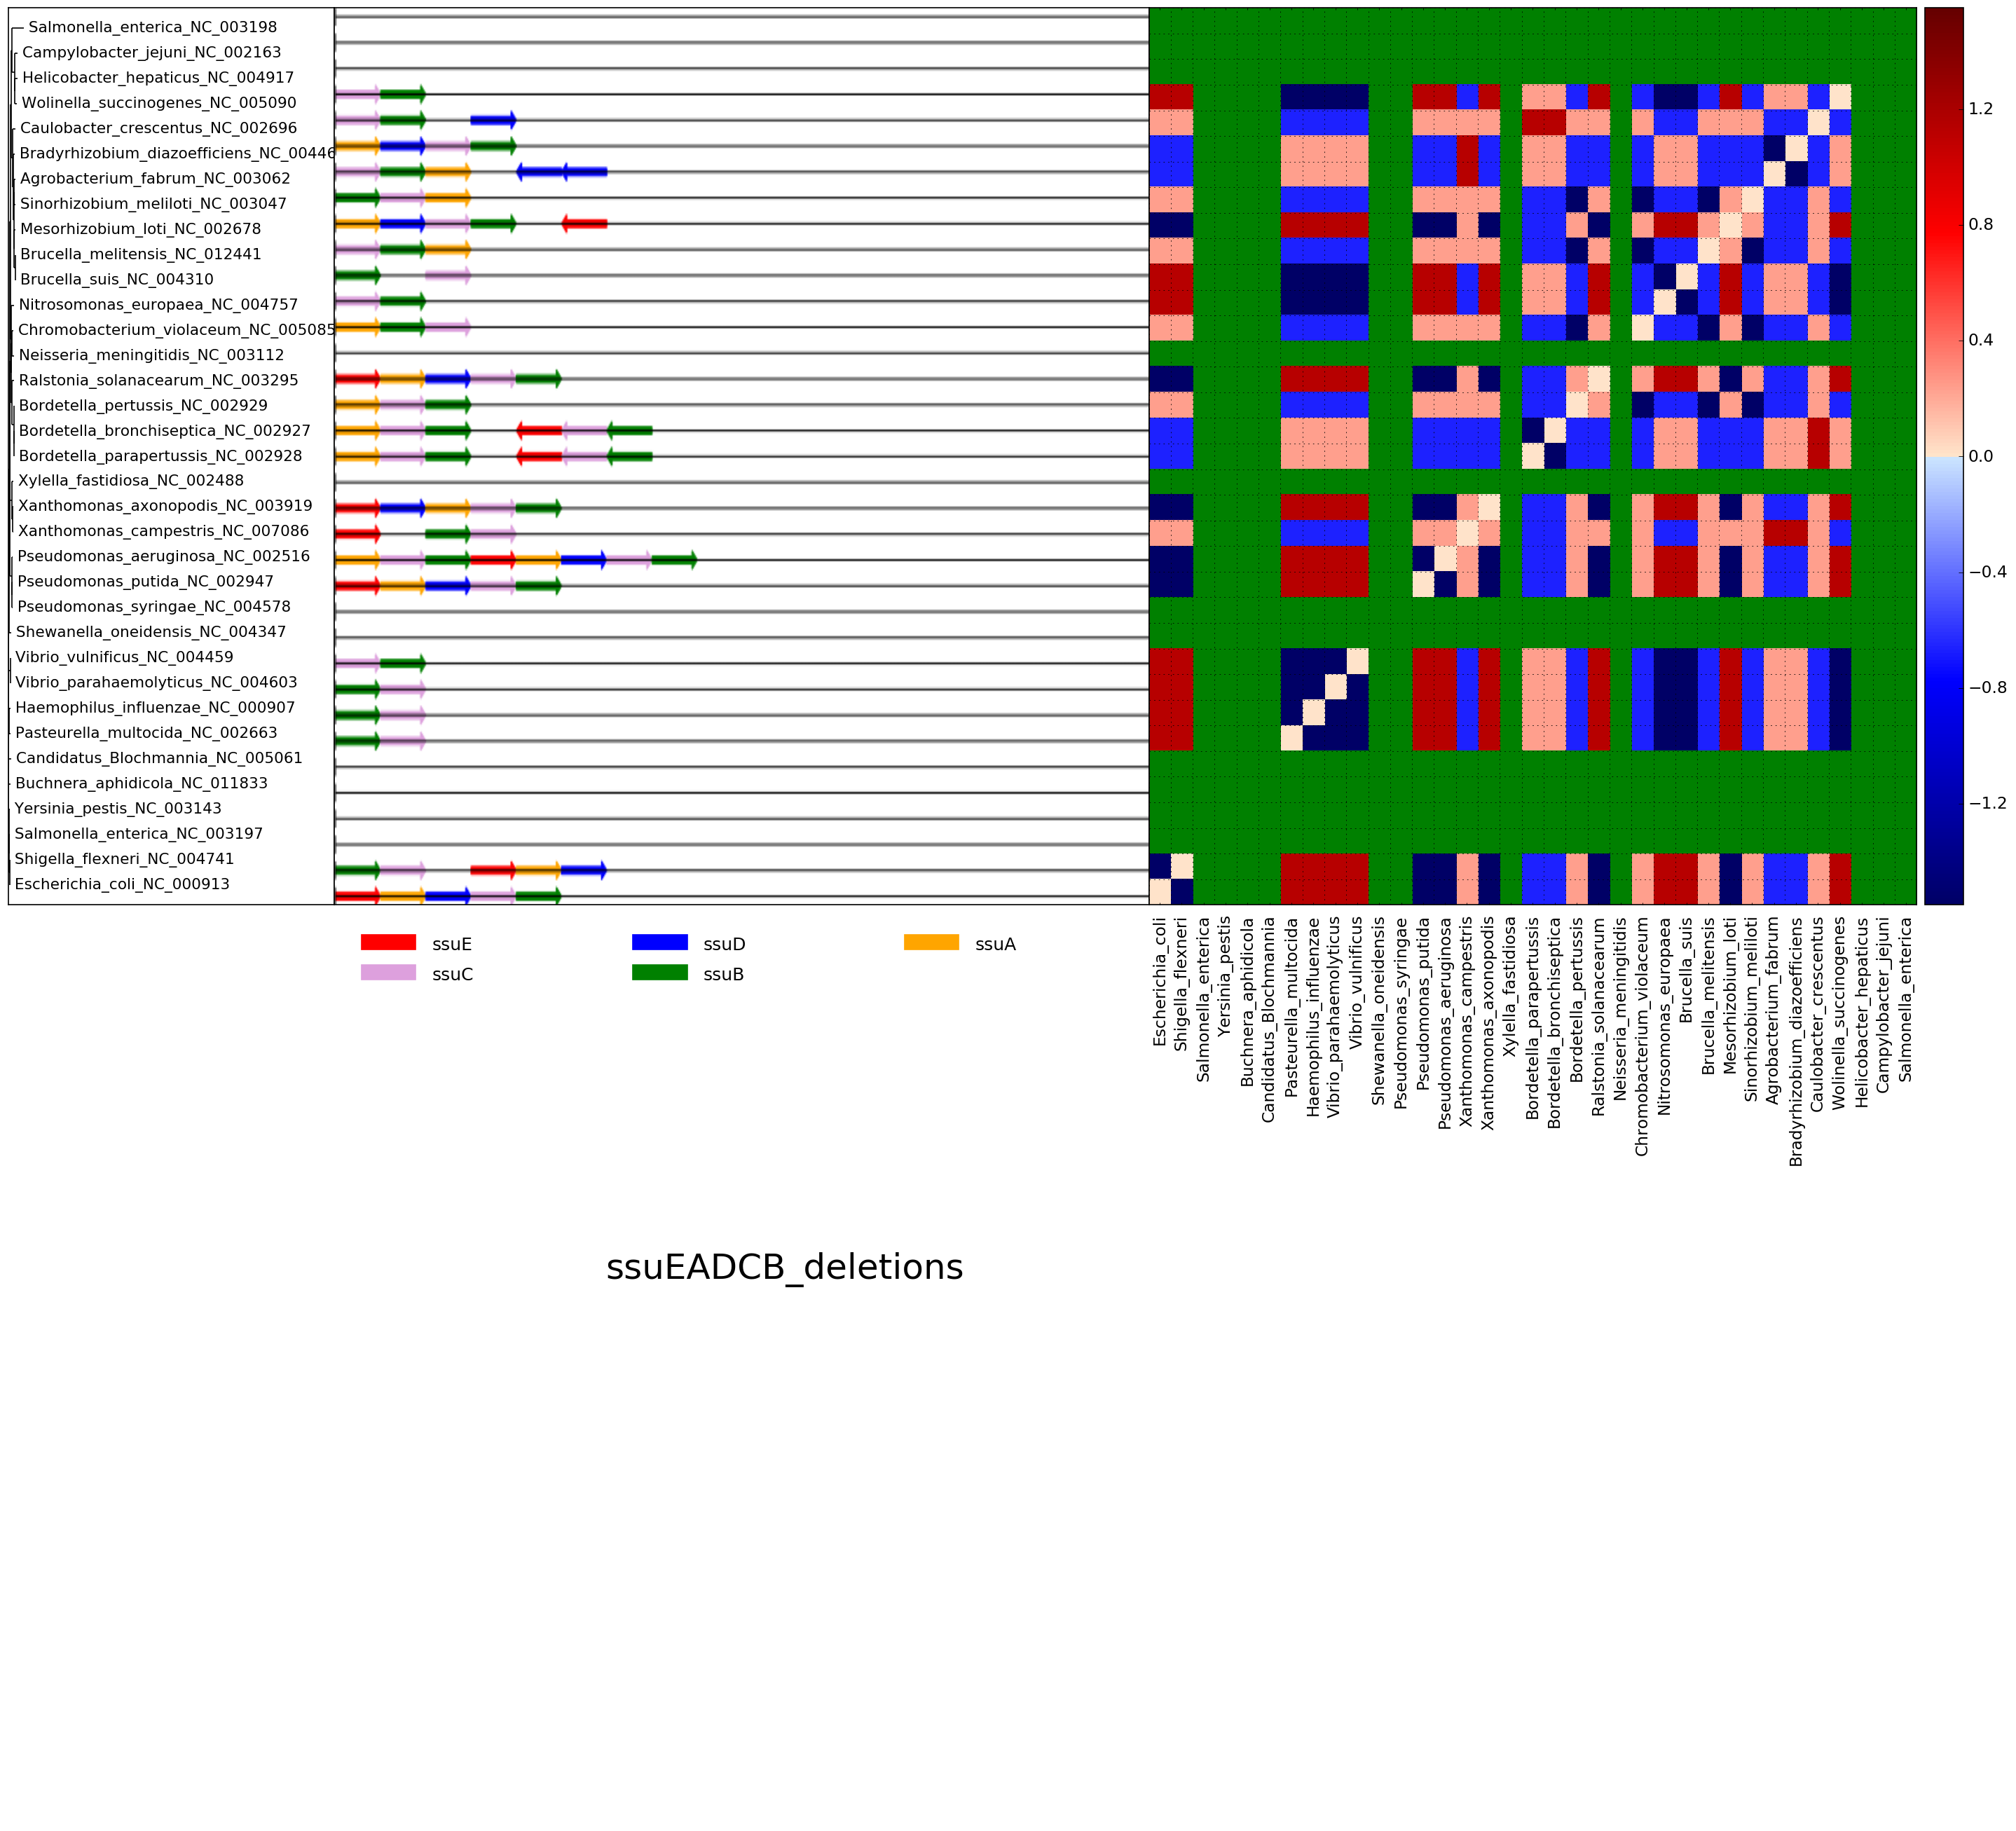 Salmonella_enterica_NC_003198
Campylobacter_jejuni_NC_002163
Helicobacter_hepaticus_NC_004917
Wolinella_succinogenes_NC_005090
Caulobacter_crescentus_NC_002696
Bradyrhizobium_diazoefficiens_NC_00446
Agrobacterium_fabrum_NC_003062
Sinorhizobium_meliloti_NC_003047
Mesorhizobium_loti_NC_002678
Brucella_melitensis_NC_012441
Brucella_suis_NC_004310
Nitrosomonas_europaea_NC_004757
Chromobacterium_violaceum_NC_005085
Neisseria_meningitidis_NC_003112
Ralstonia_solanacearum_NC_003295
Bordetella_pertussis_NC_002929
Bordetella_bronchiseptica_NC_002927
Bordetella_parapertussis_NC_002928
Xylella_fastidiosa_NC_002488
Xanthomonas_axonopodis_NC_003919
Xanthomonas_campestris_NC_007086
Pseudomonas_aeruginosa_NC_002516
Pseudomonas_putida_NC_002947
Pseudomonas_syringae_NC_004578
Shewanella_oneidensis_NC_004347
Vibrio_vulnificus_NC_004459
Vibrio_parahaemolyticus_NC_004603
Haemophilus_influenzae_NC_000907
Pasteurella_multocida_NC_002663
Candidatus_Blochmannia_NC_005061
Buchnera_aphidicola_NC_011833
Yersinia_pestis_NC_003143
Salmonella_enterica_NC_003197
Shigella_flexneri_NC_004741
Escherichia_coli_NC_000913
1.2
0.8
0.4
0.0
−0.4
−0.8
−1.2
ssuE ssuD ssuA
ssuC ssuB
Escherichia_coli
Shigella_flexneri
Salmonella_enterica
Yersinia_pestis
Buchnera_aphidicola
Candidatus_Blochmannia
Pasteurella_multocida
Haemophilus_influenzae
Vibrio_parahaemolyticus
Vibrio_vulnificus
Shewanella_oneidensis
Pseudomonas_syringae
Pseudomonas_putida
Pseudomonas_aeruginosa
Xanthomonas_campestris
Xanthomonas_axonopodis
Xylella_fastidiosa
Bordetella_parapertussis
Bordetella_bronchiseptica
Bordetella_pertussis
Ralstonia_solanacearum
Neisseria_meningitidis
Chromobacterium_violaceum
Nitrosomonas_europaea
Brucella_suis
Brucella_melitensis
Mesorhizobium_loti
Sinorhizobium_meliloti
Agrobacterium_fabrum
Bradyrhizobium_diazoefficiens
Caulobacter_crescentus
Wolinella_succinogenes
Helicobacter_hepaticus
Campylobacter_jejuni
Salmonella_enterica
ssuEADCB_deletions